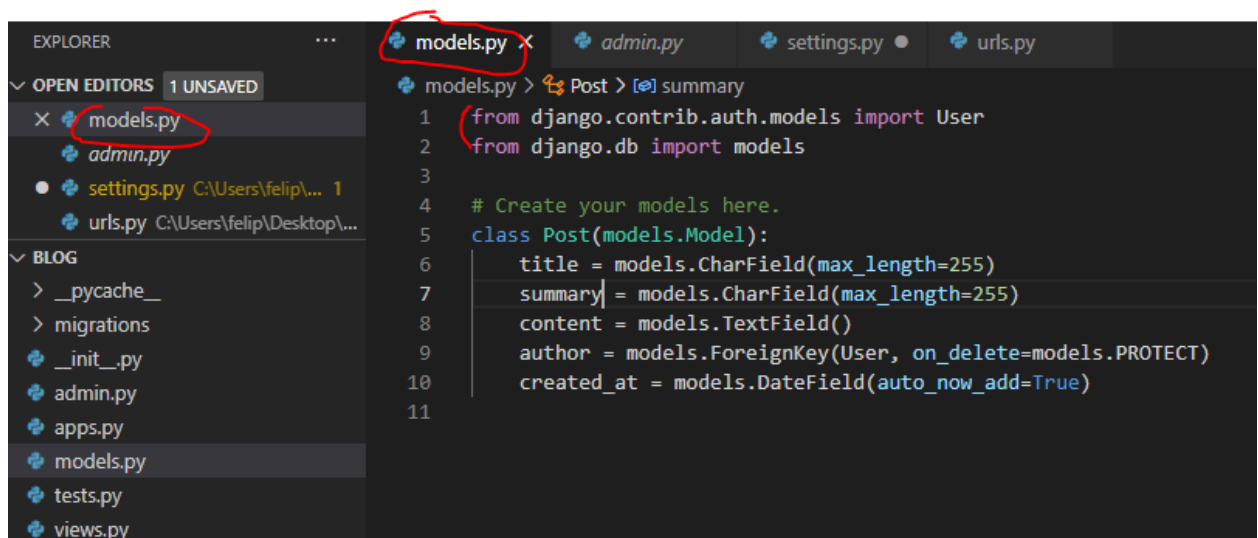 EXPLORER ...
OPEN EDITORS 1 UNSAVED
models.py
admin.py
settings.py C:\Users\felip\... 1
urls.py C:\Users\felip\Desktop\...
BLOG
__pycache__
migrations
__init__.py
admin.py
apps.py
models.py
tests.py
views.py
models.py admin.py settings.py urls.py
models.py > Post > summary
1 from django.contrib.auth.models import User
2 from django.db import models
3
4 # Create your models here.
5 class Post(models.Model):
6 title = models.CharField(max_length=255)
7 summary = models.CharField(max_length=255)
8 content = models.TextField()
9 author = models.ForeignKey(User, on_delete=models.PROTECT)
10 created_at = models.DateField(auto_now_add=True)
11